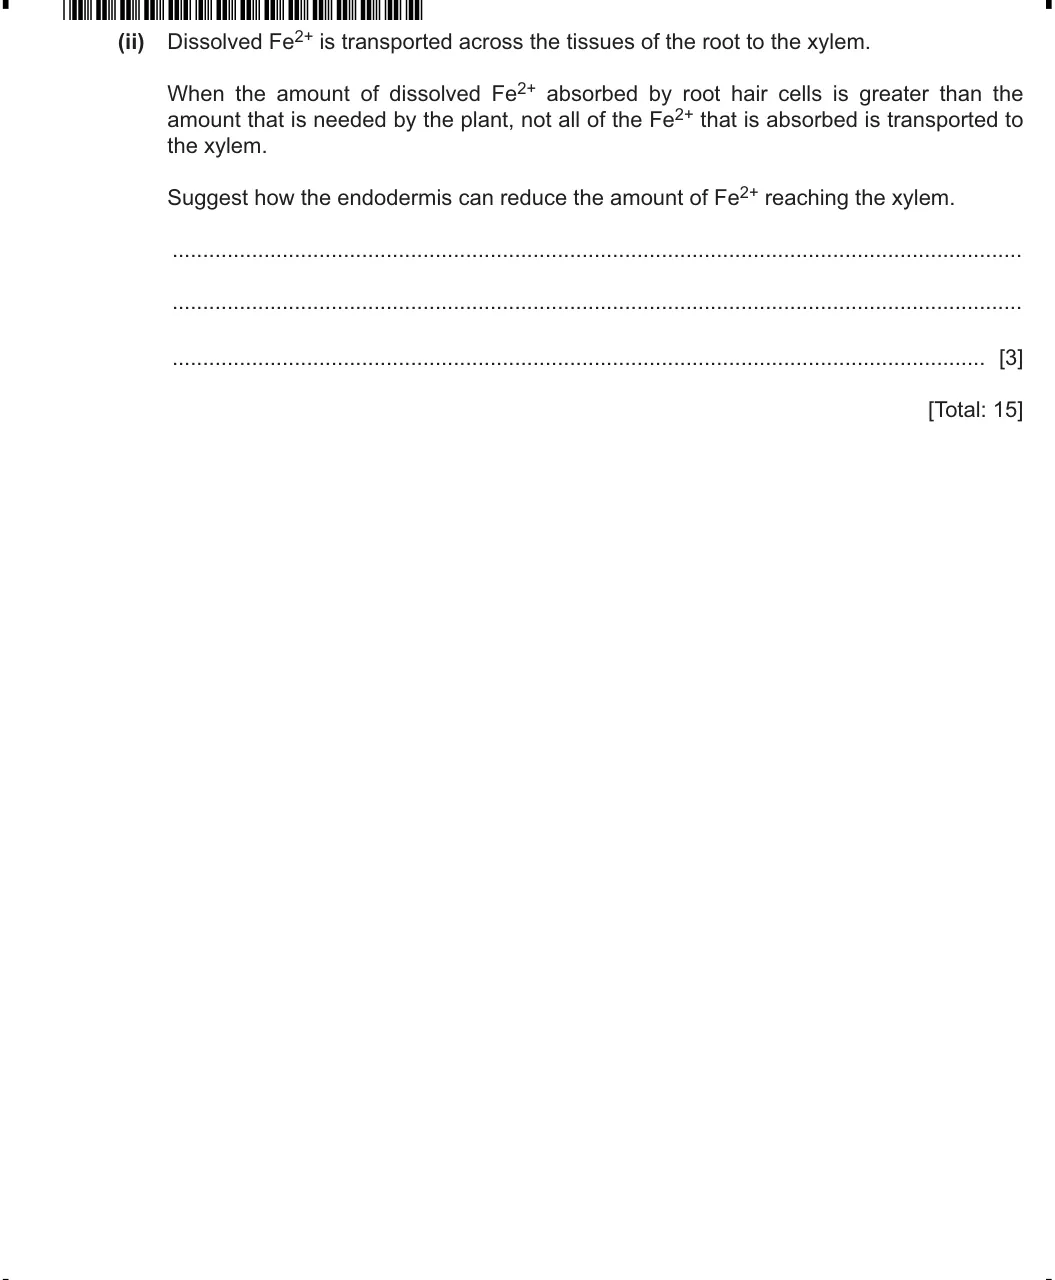 (ii) Dissolved Fe2+ is transported across the tissues of the root to the xylem.
When the amount of dissolved Fe2+ absorbed by root hair cells is greater than the
amount that is needed by the plant, not all of the Fe2+ that is absorbed is transported to
the xylem.
Suggest how the endodermis can reduce the amount of Fe2+ reaching the xylem.
..........................................................................................................................................
..........................................................................................................................................
.................................................................................................................................... [3]
[Total: 15]